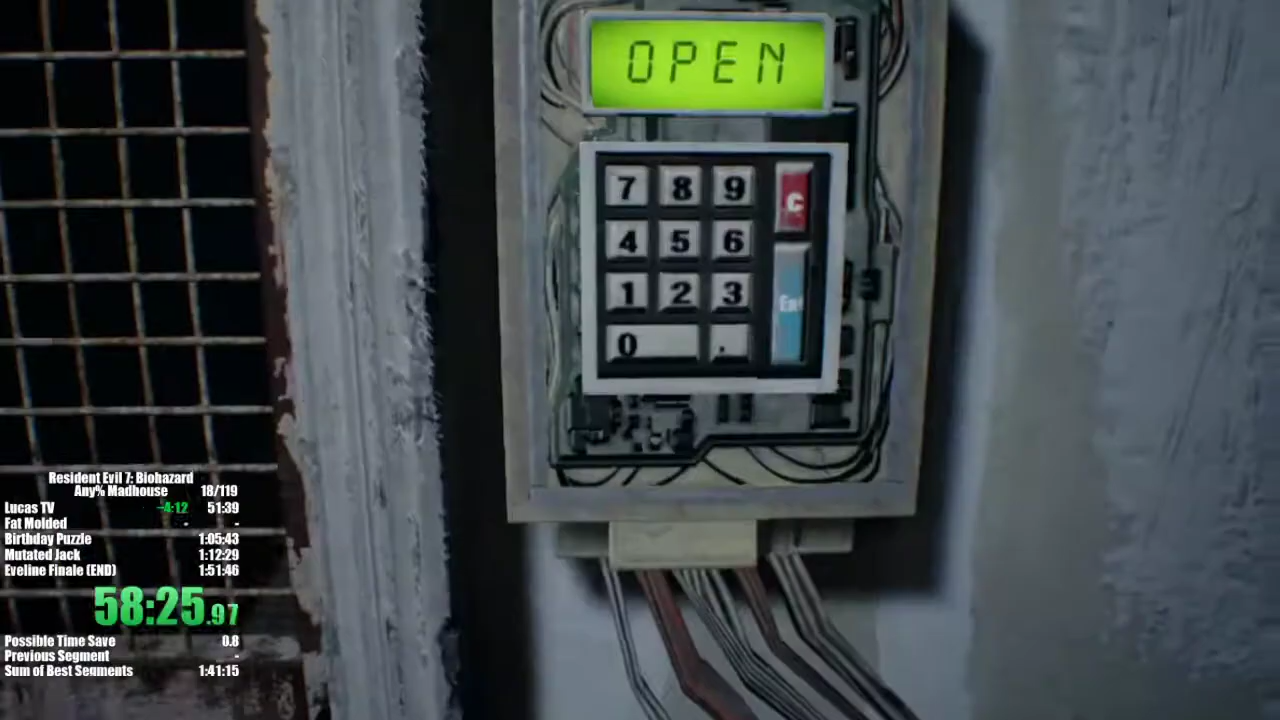 OPEN
7 8 9 C
4 5 6
1 2 3
0 .
Resident Evil 7: Biohazard
Any% Madhouse 18/119
Lucas TV -4:12 51:39
Fat Molded - -
Birthday Puzzle 1:05:43
Mutated Jack 1:12:29
Eveline Finale (END) 1:51:46
58:25.97
Possible Time Save 0.8
Previous Segment -
Sum of Best Segments 1:41:15